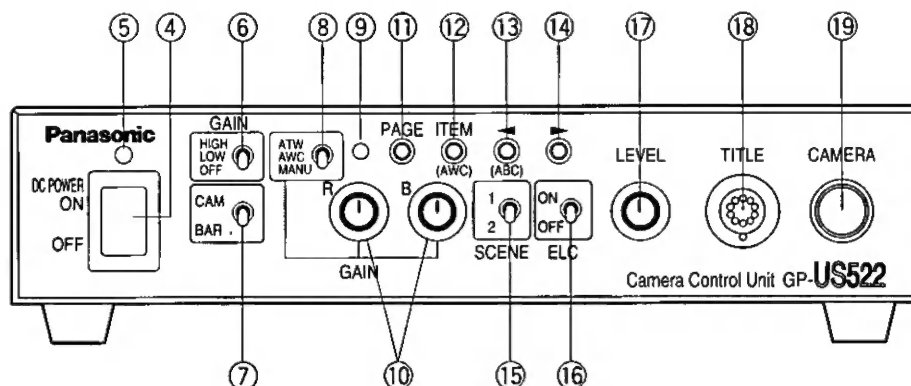 ⑤ ④ ⑥ ⑧ ⑨ ⑪ ⑫ ⑬ ⑭ ⑰ ⑱ ⑲
Panasonic
GAIN
HIGH
LOW
OFF
ATW
AWC
MANU
PAGE
ITEM
(AWC)
◄
(ABC)
►
LEVEL
TITLE
CAMERA
DC POWER
ON
OFF
CAM
BAR
R
B
GAIN
1
2
SCENE
ON
OFF
ELC
Camera Control Unit GP-US522
⑦ ⑩ ⑮ ⑯